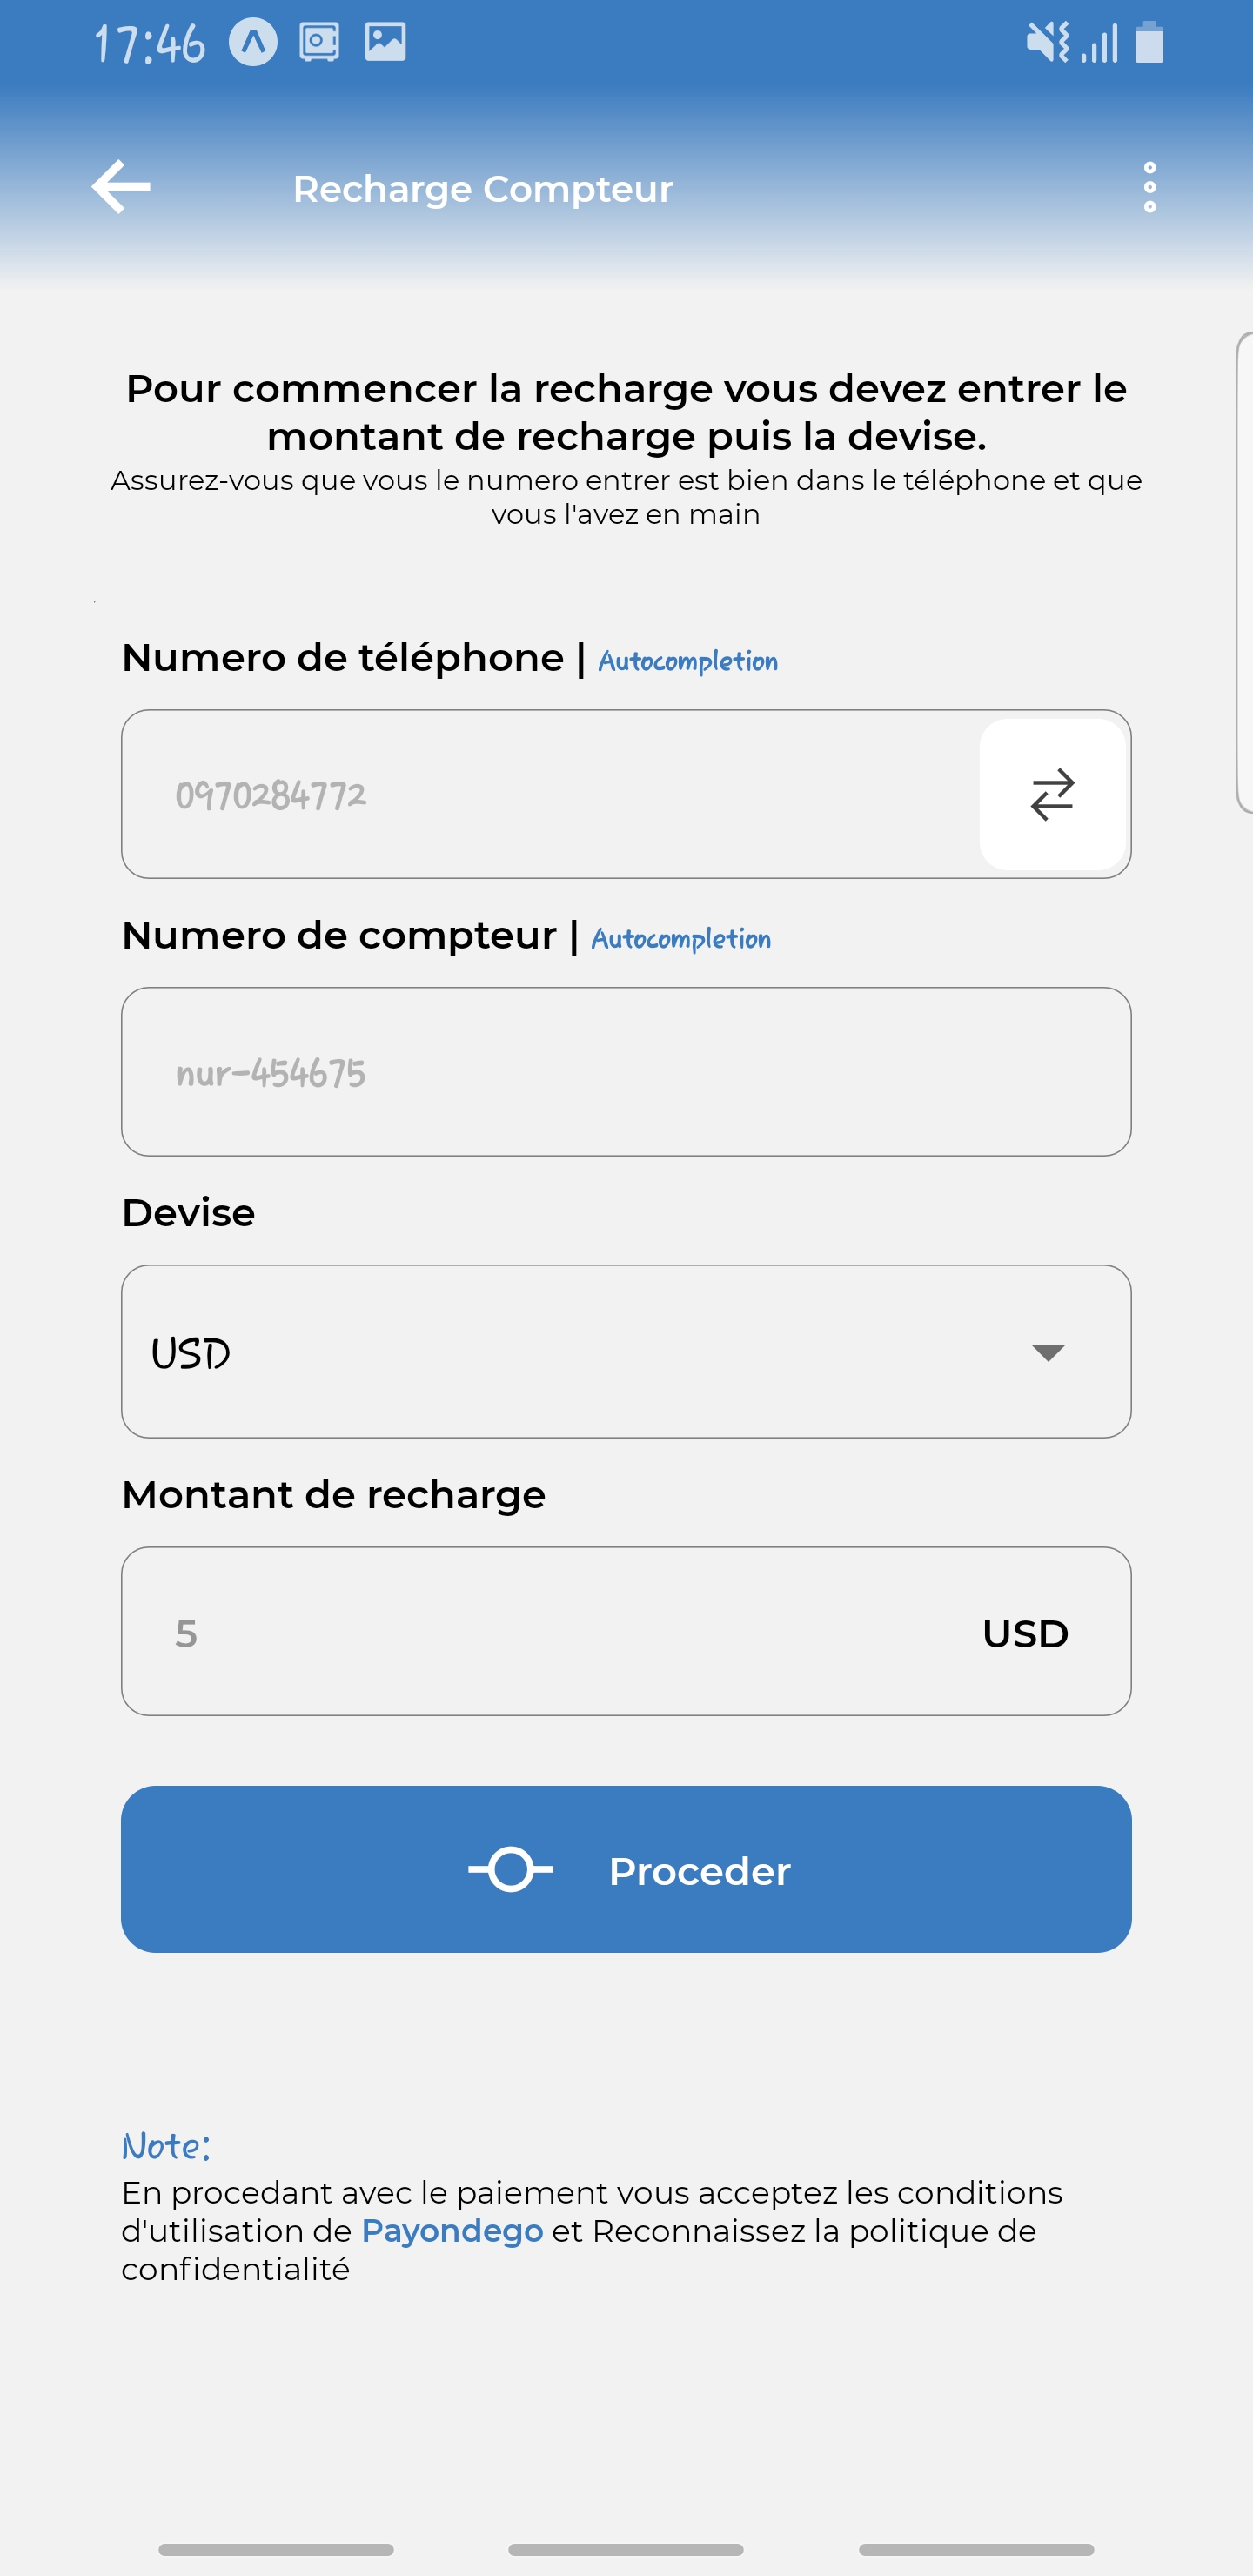 17:46
Recharge Compteur
Pour commencer la recharge vous devez entrer le
montant de recharge puis la devise.
Assurez-vous que vous le numero entrer est bien dans le téléphone et que
vous l'avez en main
Numero de téléphone | Autocompletion
0970284772
Numero de compteur | Autocompletion
nur-454675
Devise
USD
Montant de recharge
5 USD
Proceder
Note:
En procedant avec le paiement vous acceptez les conditions
d'utilisation de Payondego et Reconnaissez la politique de
confidentialité